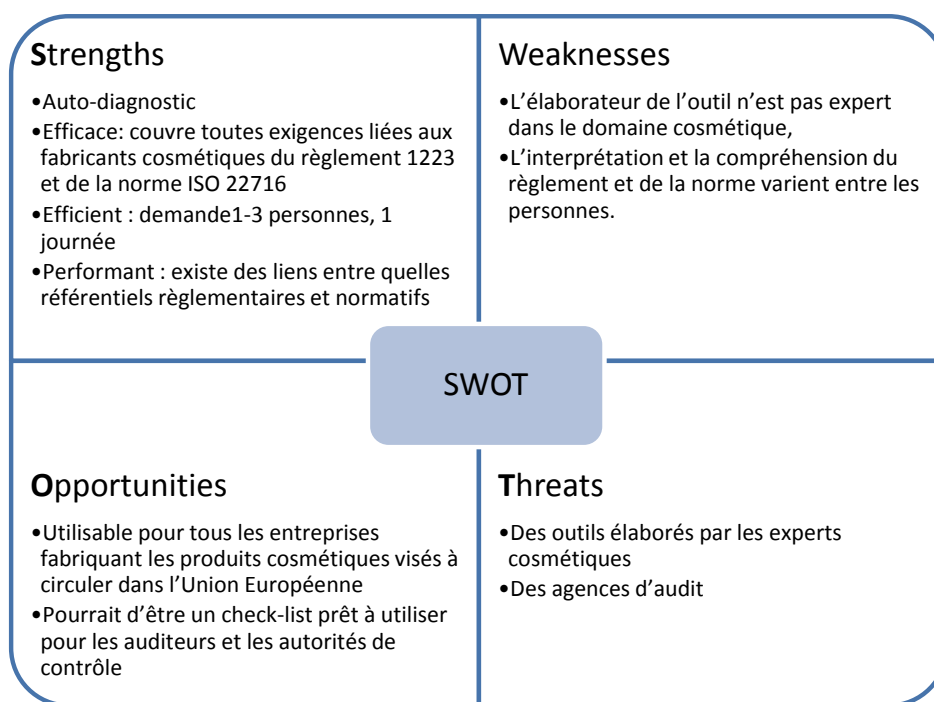 Strengths
•Auto-diagnostic
•Efficace: couvre toutes exigences liées aux
fabricants cosmétiques du règlement 1223
et de la norme ISO 22716
•Efficient : demande1-3 personnes, 1
journée
•Performant : existe des liens entre quelles
référentiels règlementaires et normatifs
Weaknesses
•L’élaborateur de l’outil n’est pas expert
dans le domaine cosmétique,
•L’interprétation et la compréhension du
règlement et de la norme varient entre les
personnes.
SWOT
Opportunities
•Utilisable pour tous les entreprises
fabriquant les produits cosmétiques visés à
circuler dans l’Union Européenne
•Pourrait d’être un check-list prêt à utiliser
pour les auditeurs et les autorités de
contrôle
Threats
•Des outils élaborés par les experts
cosmétiques
•Des agences d’audit